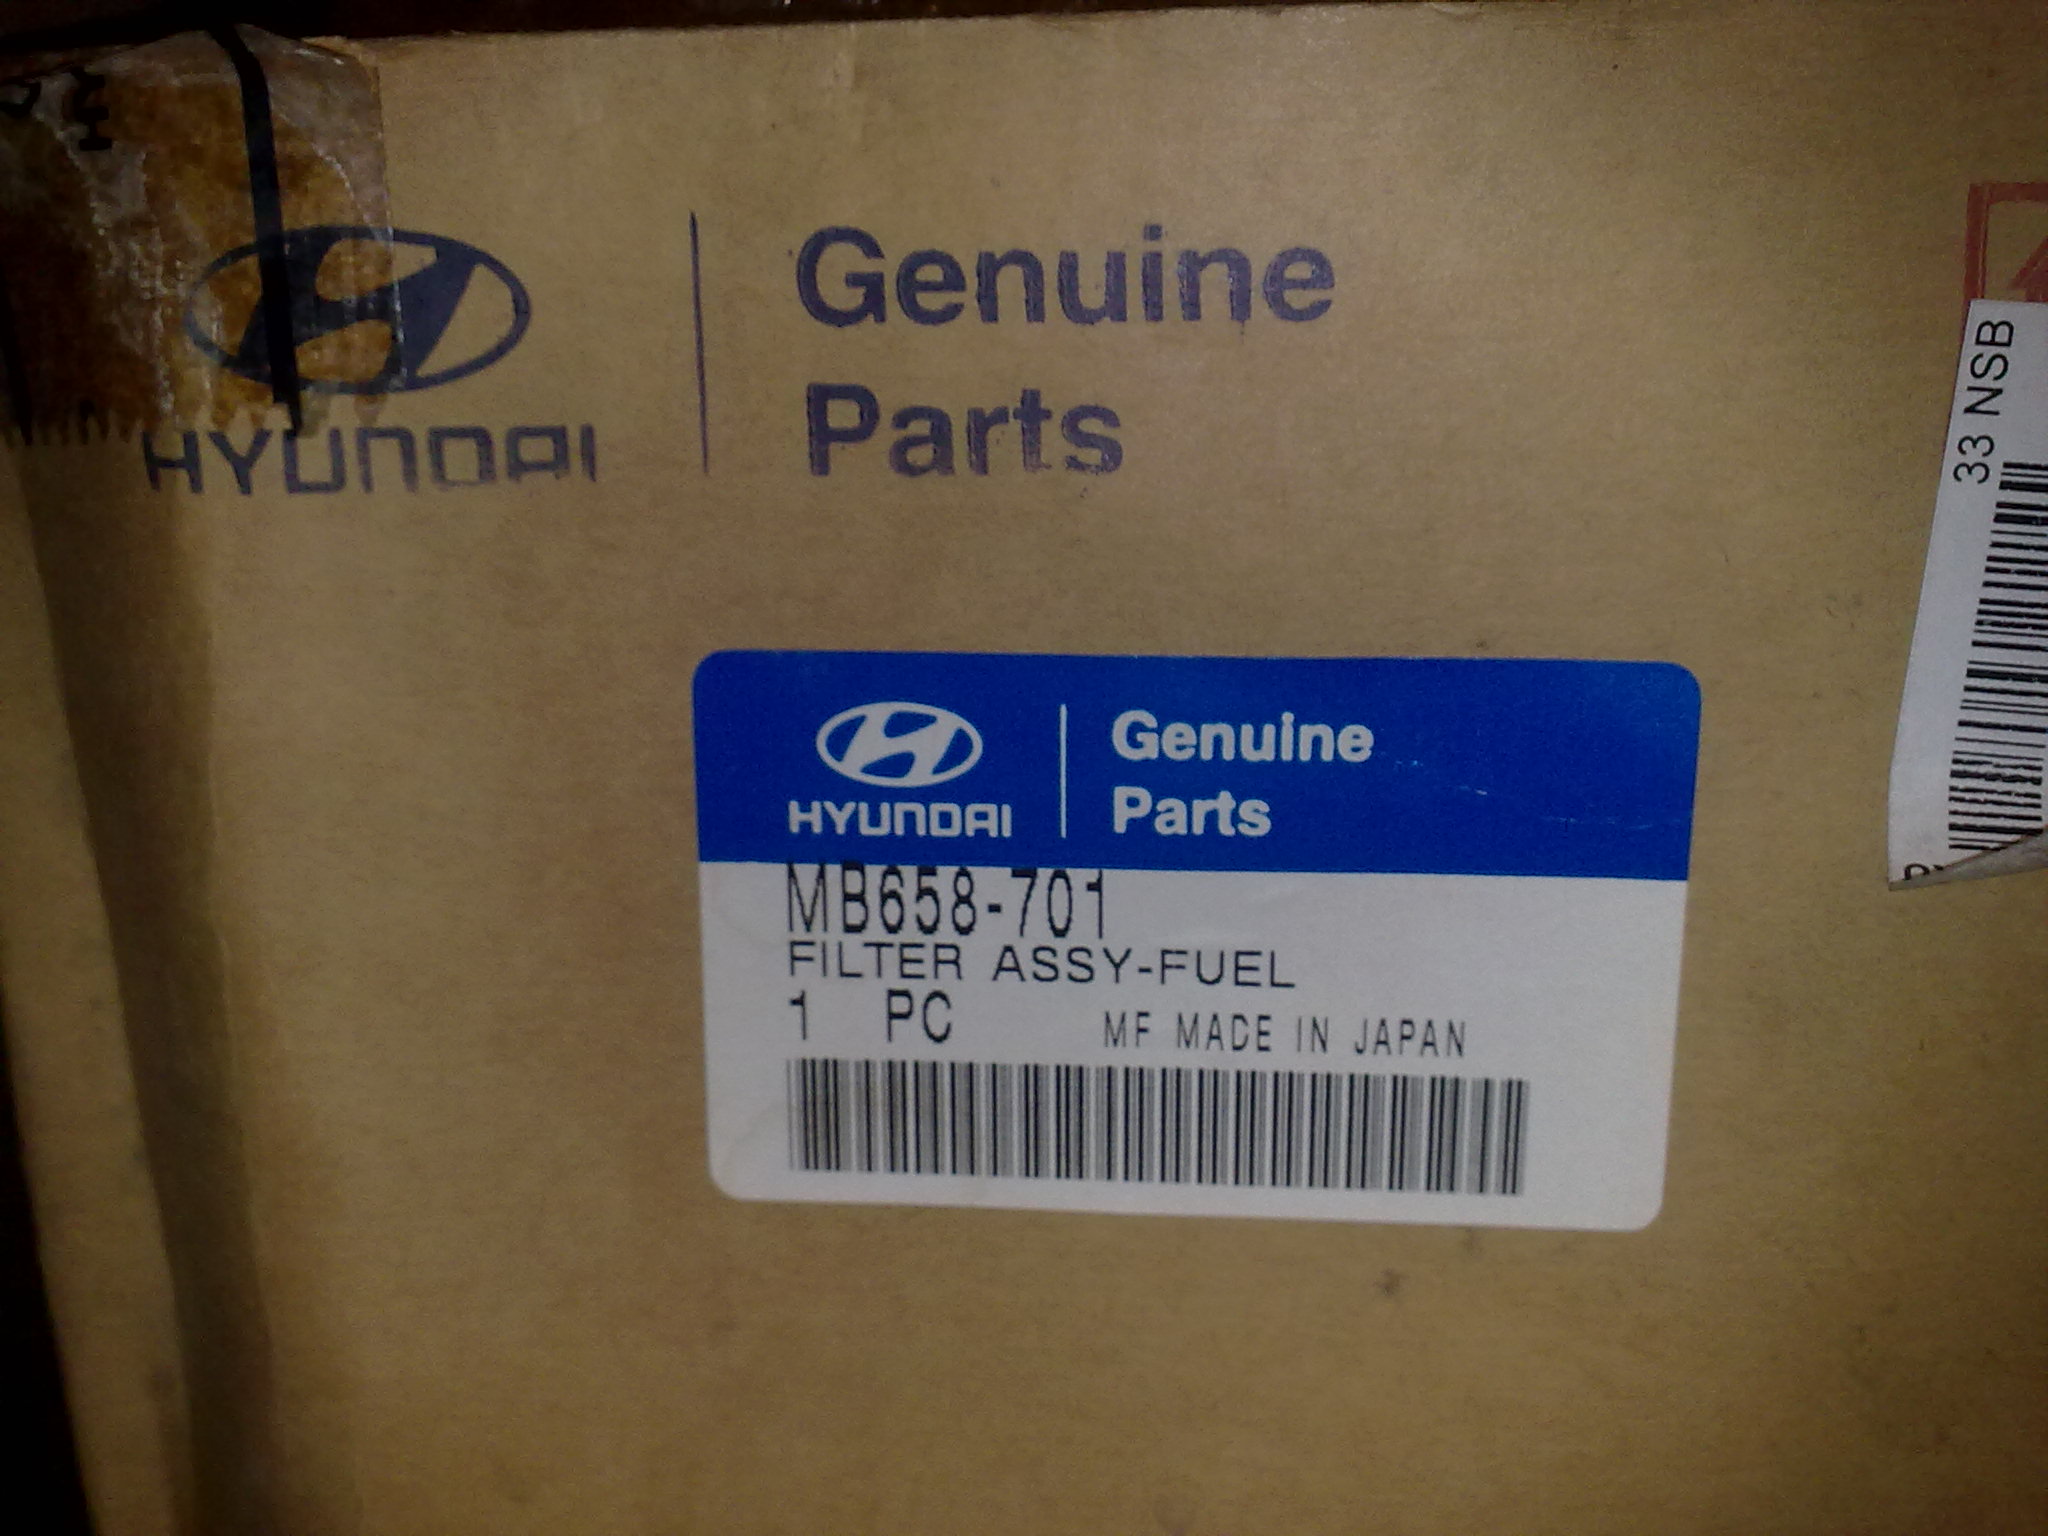 HYUNDAI
Genuine
Parts
33 NSB
HYUNDAI
Genuine
Parts
MB658-701
FILTER ASSY-FUEL
1 PC MF MADE IN JAPAN